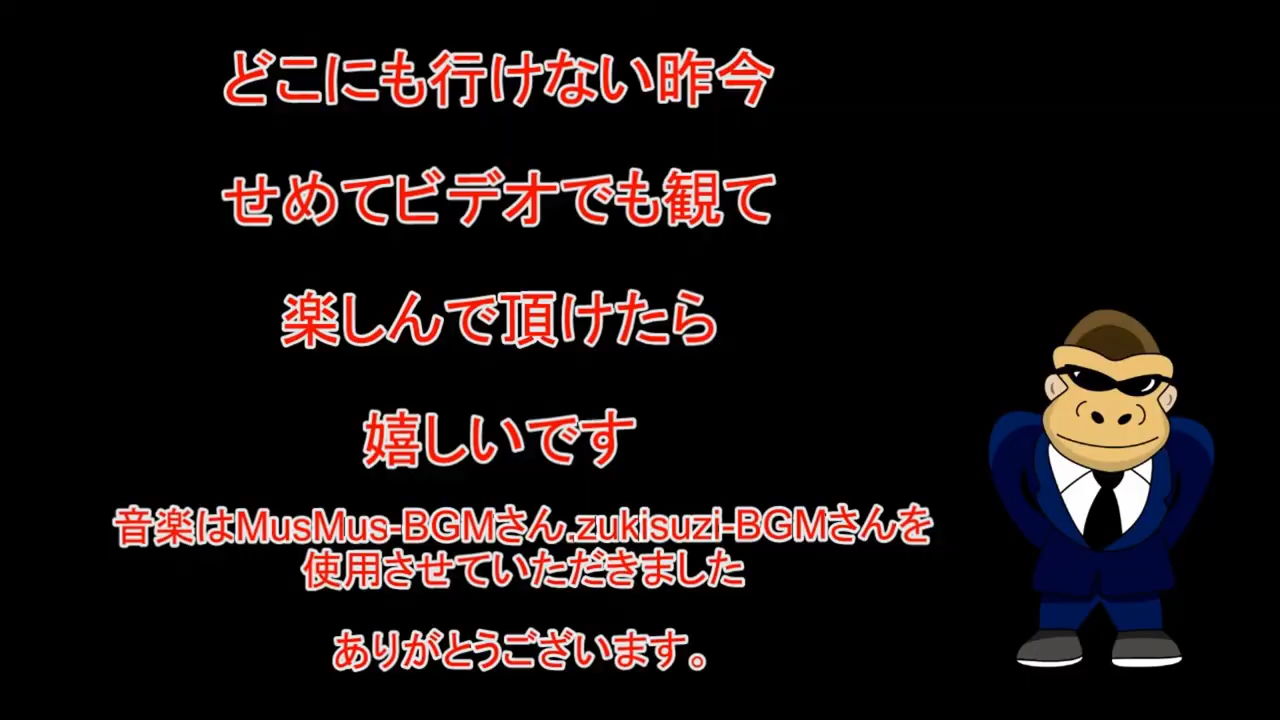 どこにも行けない昨今
せめてビデオでも観て
楽しんで頂けたら
嬉しいです
音楽はMusMus-BGMさん.zukisuzi-BGMさんを
使用させていただきました
ありがとうございます。